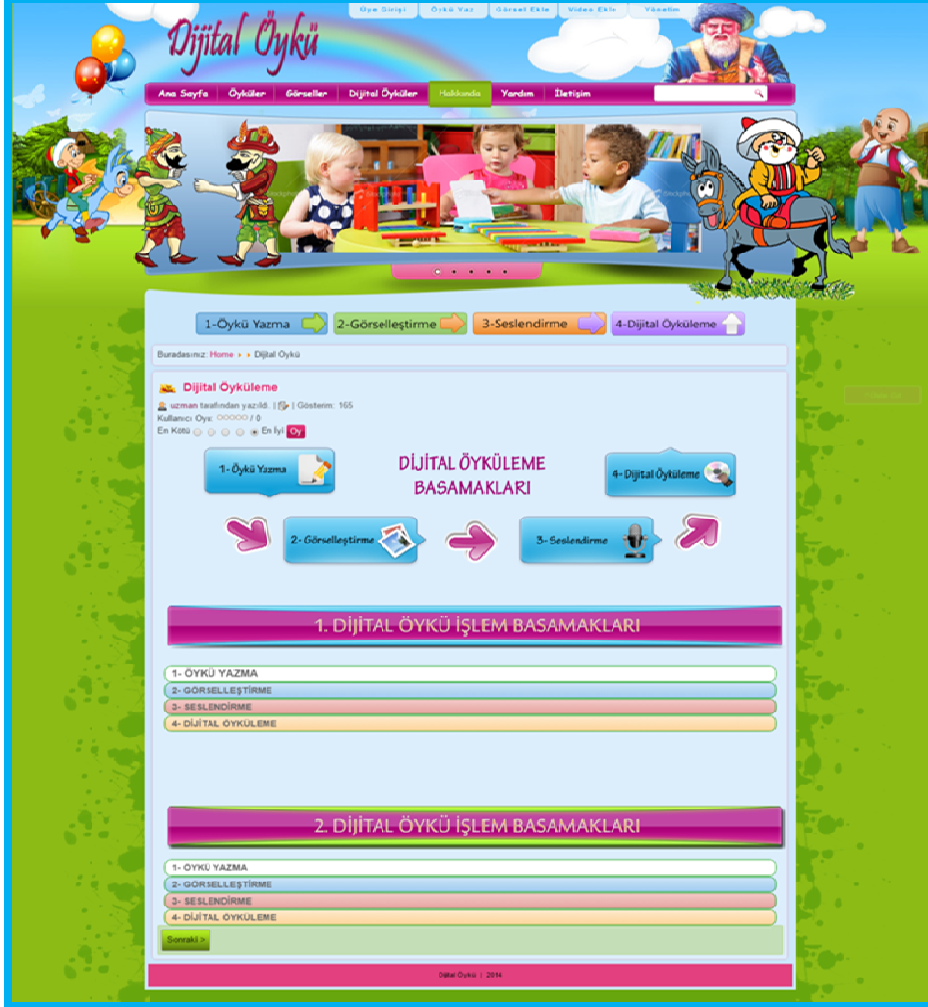 Üye Girişi Öykü Yaz Görsel Ekle Video Ekle Yönetim
Dijital Öykü
Ana Sayfa Öyküler Görseller Dijital Öyküler Hakkında Yardım İletişim
1-Öykü Yazma 2-Görselleştirme 3-Seslendirme 4-Dijital Öyküleme
Buradasınız: Home Dijital Öykü
Dijital Öyküleme
uzman tarafından yazıldı. | | Gösterim: 165
Kullanıcı Oyu: / 0
En Kötü En İyi Oy
1-Öykü Yazma
DİJİTAL ÖYKÜLEME
BASAMAKLARI
4-Dijital Öyküleme
2-Görselleştirme
3-Seslendirme
1. DİJİTAL ÖYKÜ İŞLEM BASAMAKLARI
1- ÖYKÜ YAZMA
2- GÖRSELLEŞTİRME
3- SESLENDİRME
4- DİJİTAL ÖYKÜLEME
2. DİJİTAL ÖYKÜ İŞLEM BASAMAKLARI
1- ÖYKÜ YAZMA
2- GÖRSELLEŞTİRME
3- SESLENDİRME
4- DİJİTAL ÖYKÜLEME
Sonraki >
Dijital Öykü | 2014